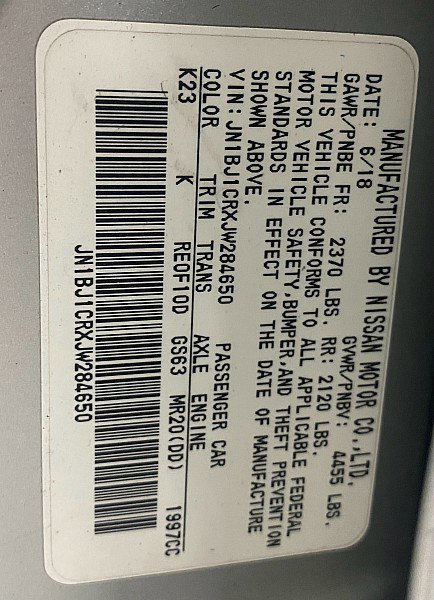 MANUFACTURED BY NISSAN MOTOR CO.,LTD.
DATE: 6/18 GVWR/PNBV: 4455 LBS.
GAWR/PNBE FR: 2370 LBS. RR: 2120 LBS.
THIS VEHICLE CONFORMS TO ALL APPLICABLE FEDERAL
MOTOR VEHICLE SAFETY,BUMPER,AND THEFT PREVENTION
STANDARDS IN EFFECT ON THE DATE OF MANUFACTURE
SHOWN ABOVE.
VIN:JN1BJ1CRXJW284650 PASSENGER CAR
COLOR TRIM TRANS AXLE ENGINE
K23 K RE0F10D GS63 MR20(DD) 1997CC
JN1BJ1CRXJW284650